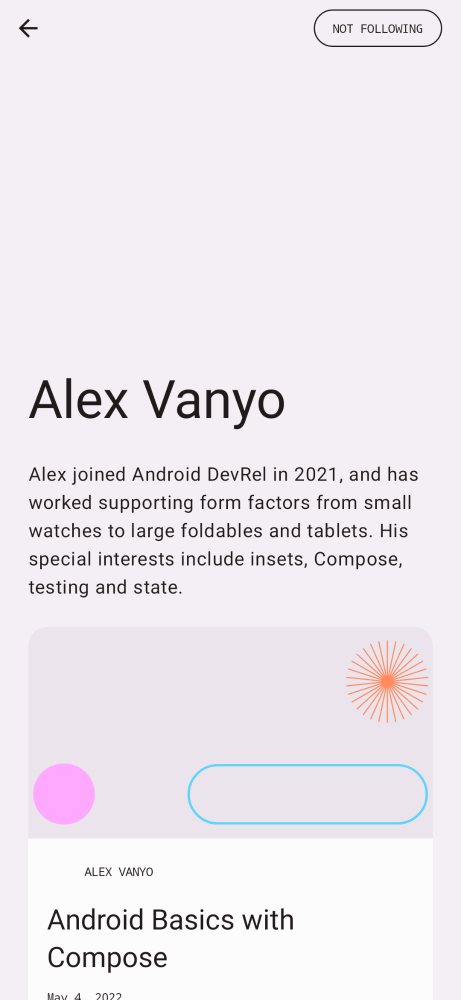 NOT FOLLOWING
Alex Vanyo
Alex joined Android DevRel in 2021, and has
worked supporting form factors from small
watches to large foldables and tablets. His
special interests include insets, Compose,
testing and state.
ALEX VANYO
Android Basics with
Compose
May 4, 2022